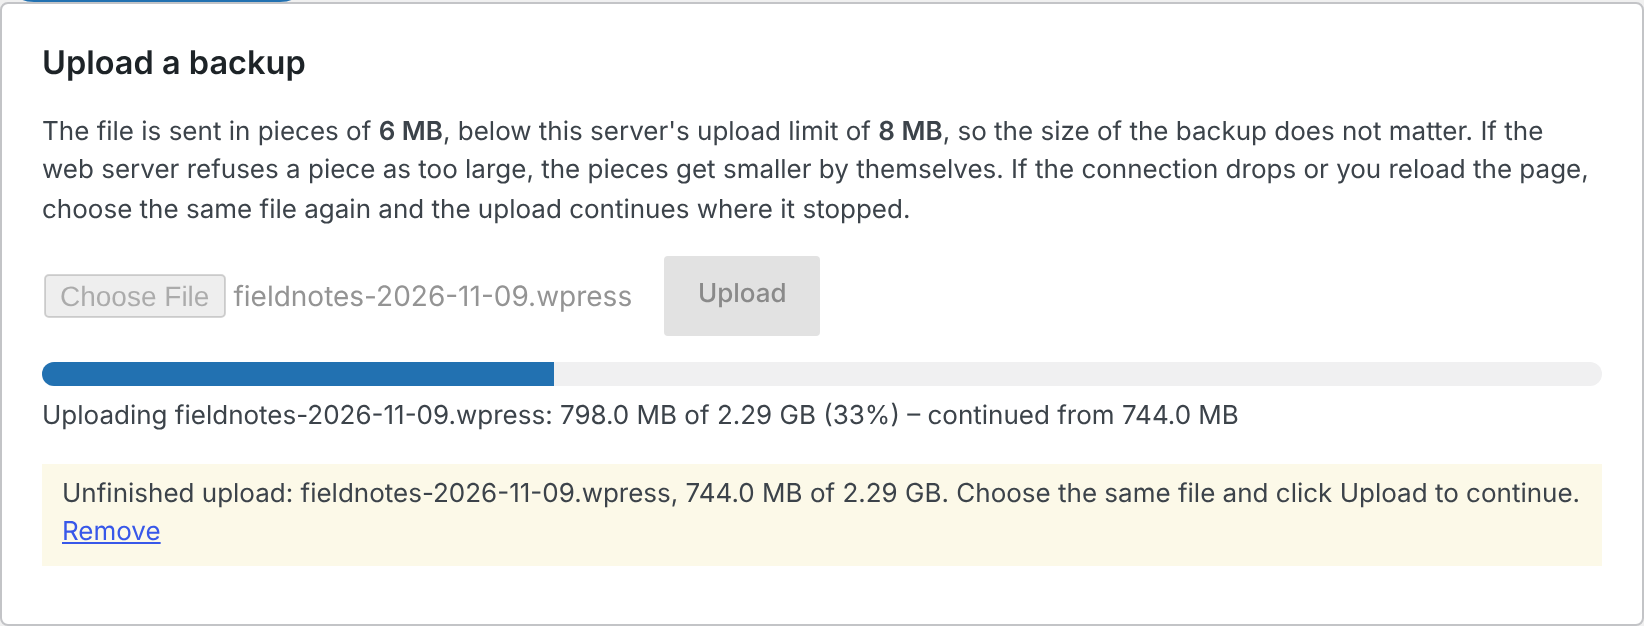 Upload a backup
The file is sent in pieces of 6 MB, below this server's upload limit of 8 MB, so the size of the backup does not matter. If the
web server refuses a piece as too large, the pieces get smaller by themselves. If the connection drops or you reload the page,
choose the same file again and the upload continues where it stopped.
Choose File fieldnotes-2026-11-09.wpress Upload
Uploading fieldnotes-2026-11-09.wpress: 798.0 MB of 2.29 GB (33%) – continued from 744.0 MB
Unfinished upload: fieldnotes-2026-11-09.wpress, 744.0 MB of 2.29 GB. Choose the same file and click Upload to continue.
Remove